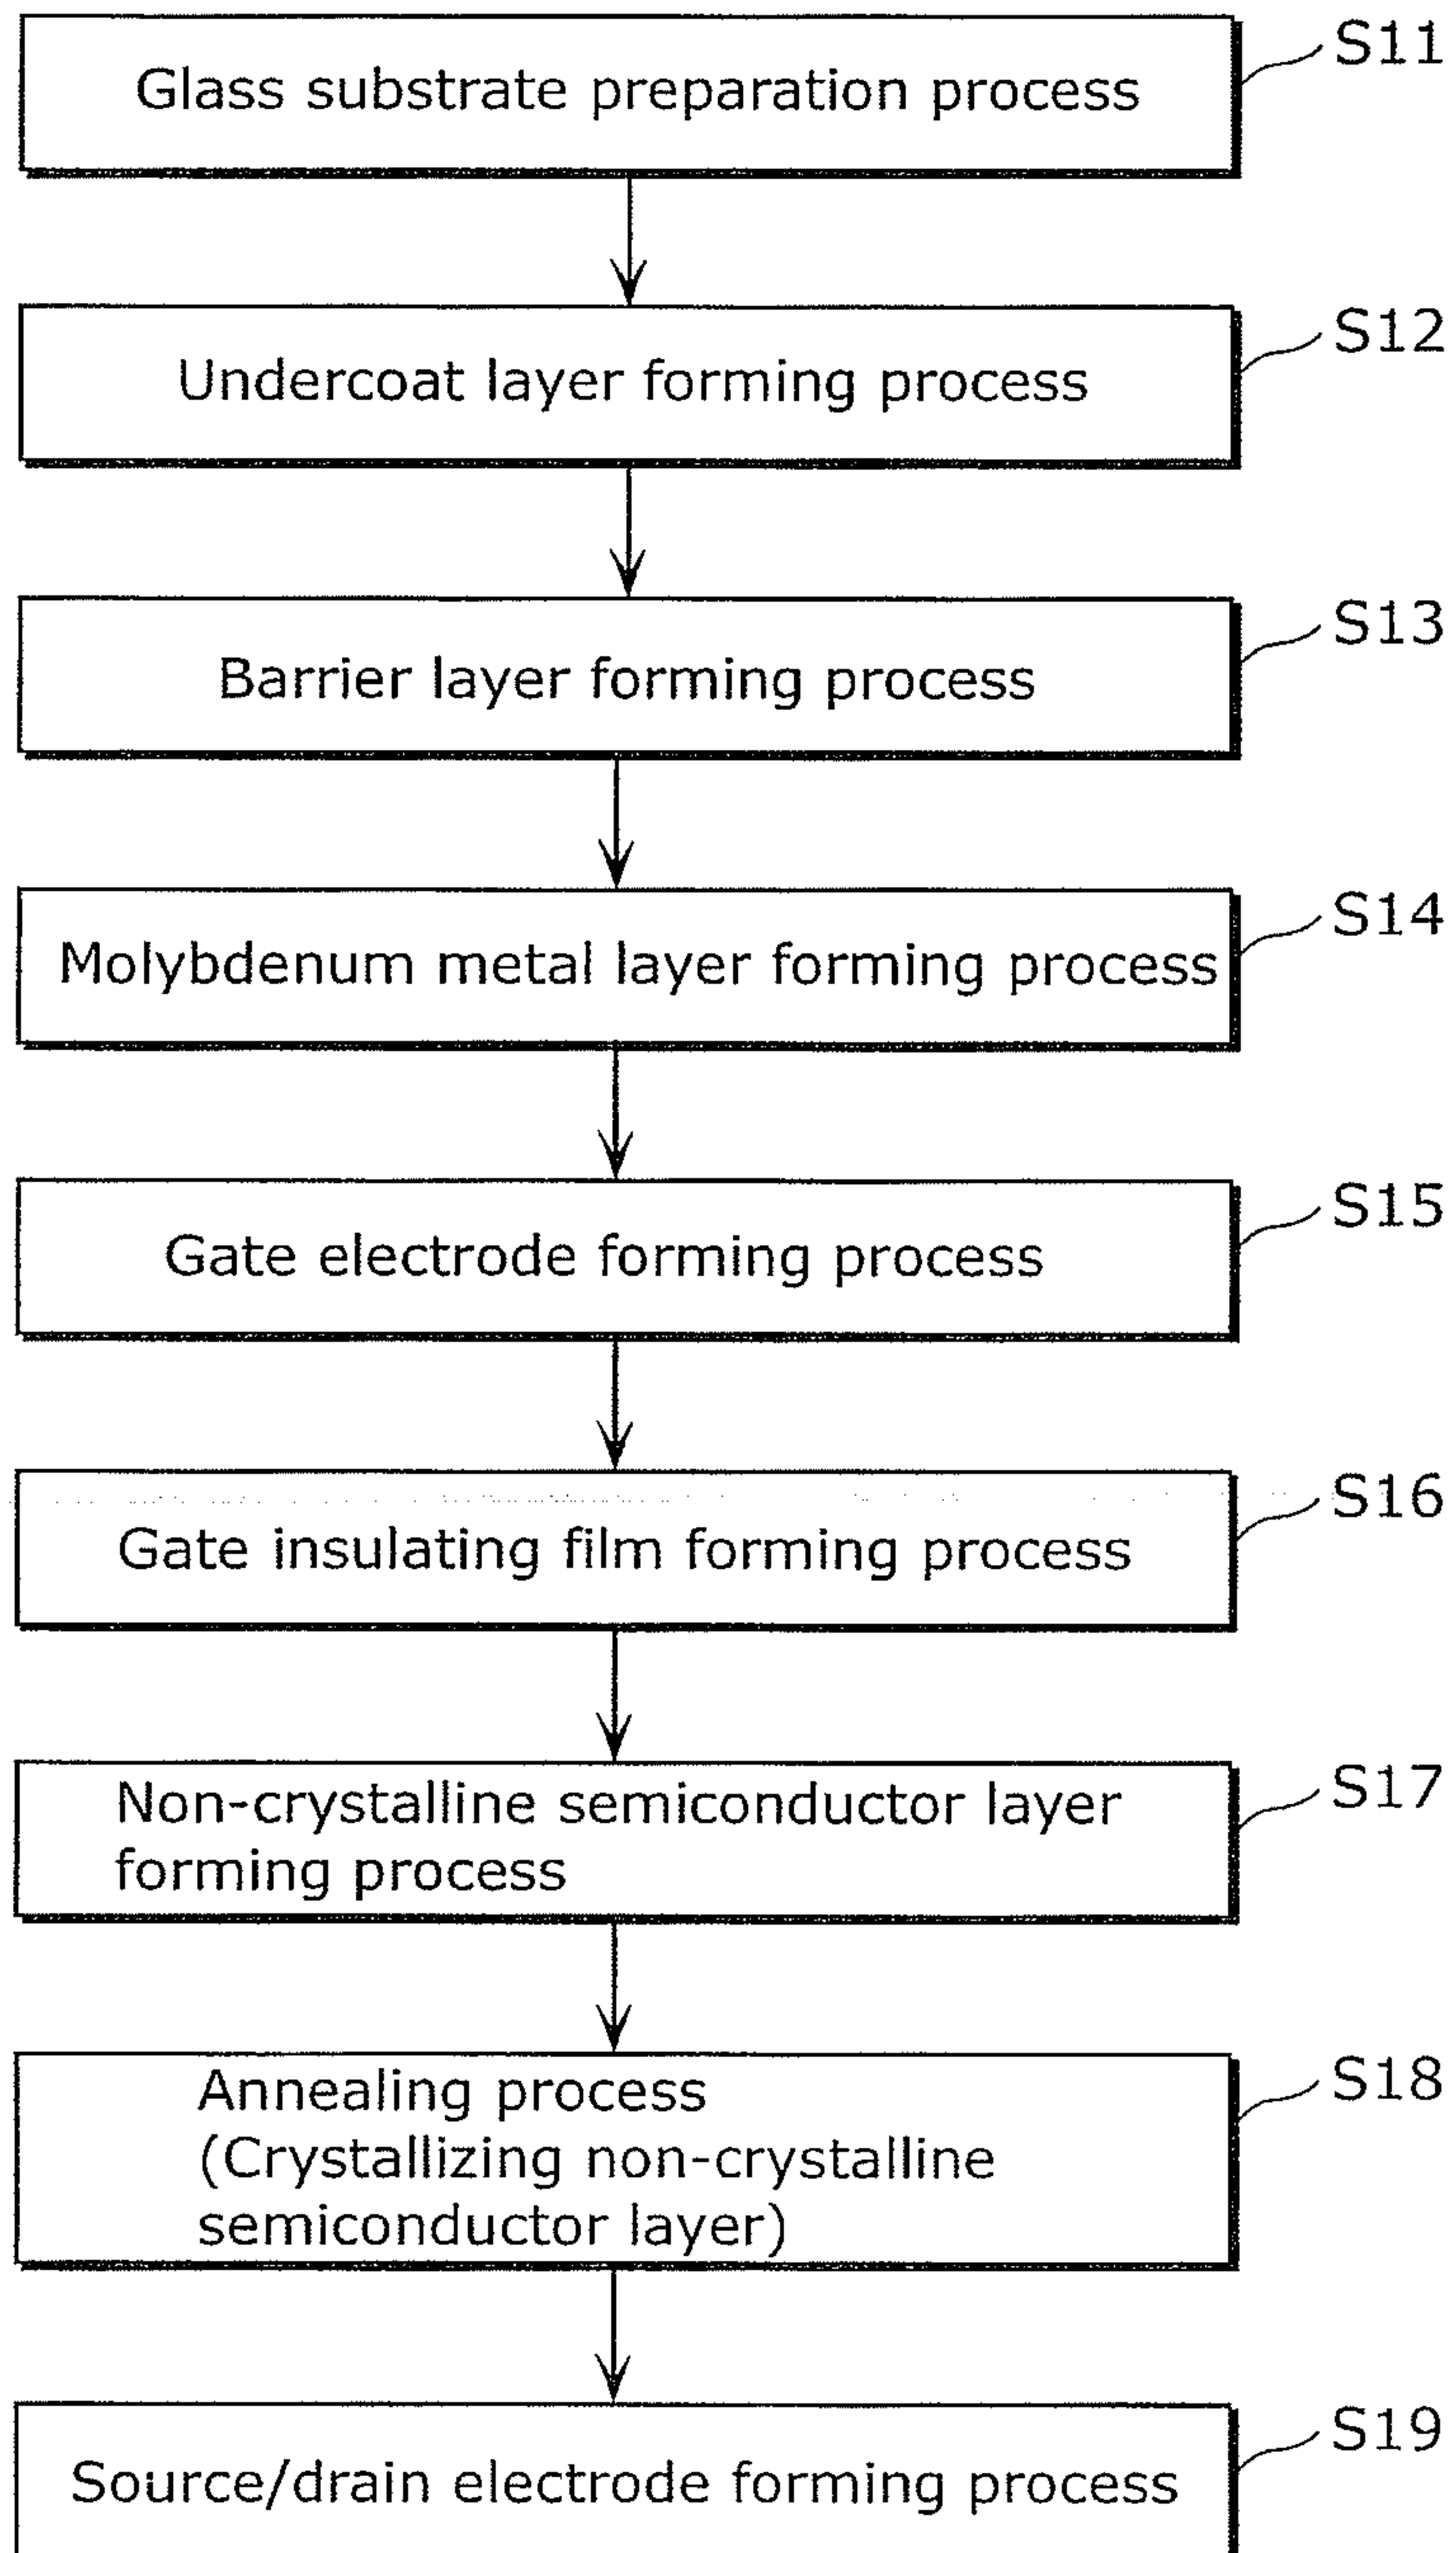 Glass substrate preparation process
S11
Undercoat layer forming process
S12
Barrier layer forming process
S13
Molybdenum metal layer forming process
S14
Gate electrode forming process
S15
Gate insulating film forming process
S16
Non-crystalline semiconductor layer
forming process
S17
Annealing process
(Crystallizing non-crystalline
semiconductor layer)
S18
Source/drain electrode forming process
S19